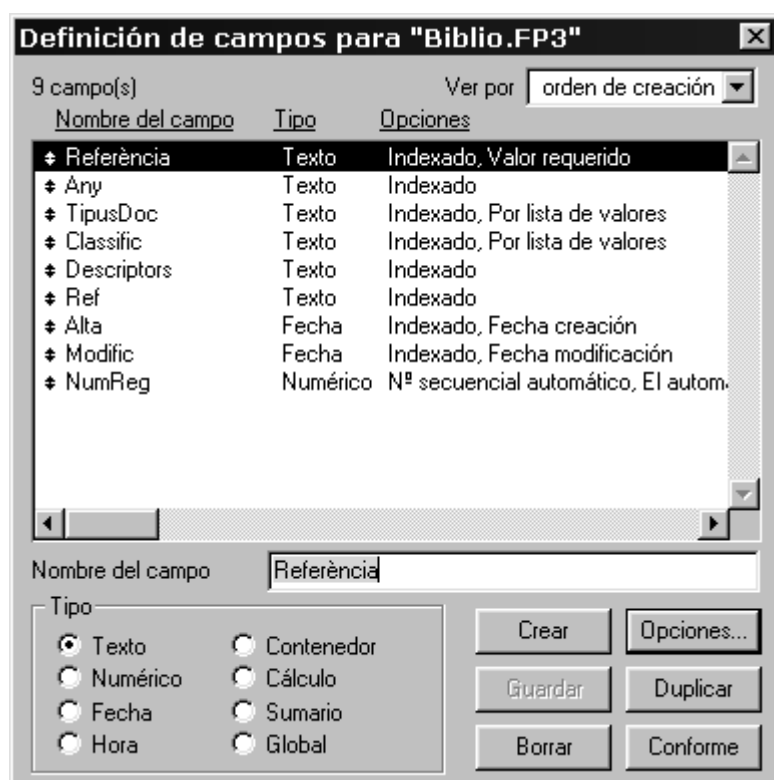 Definición de campos para "Biblio.FP3"
9 campo(s) Ver por orden de creación
Nombre del campo Tipo Opciones
Referència Texto Indexado, Valor requerido
Any Texto Indexado
TipusDoc Texto Indexado, Por lista de valores
Classific Texto Indexado, Por lista de valores
Descriptors Texto Indexado
Ref Texto Indexado
Alta Fecha Indexado, Fecha creación
Modific Fecha Indexado, Fecha modificación
NumReg Numérico Nº secuencial automático, El autom
Nombre del campo Referència
Tipo
Texto Contenedor Crear Opciones...
Numérico Cálculo Guardar Duplicar
Fecha Sumario
Hora Global Borrar Conforme